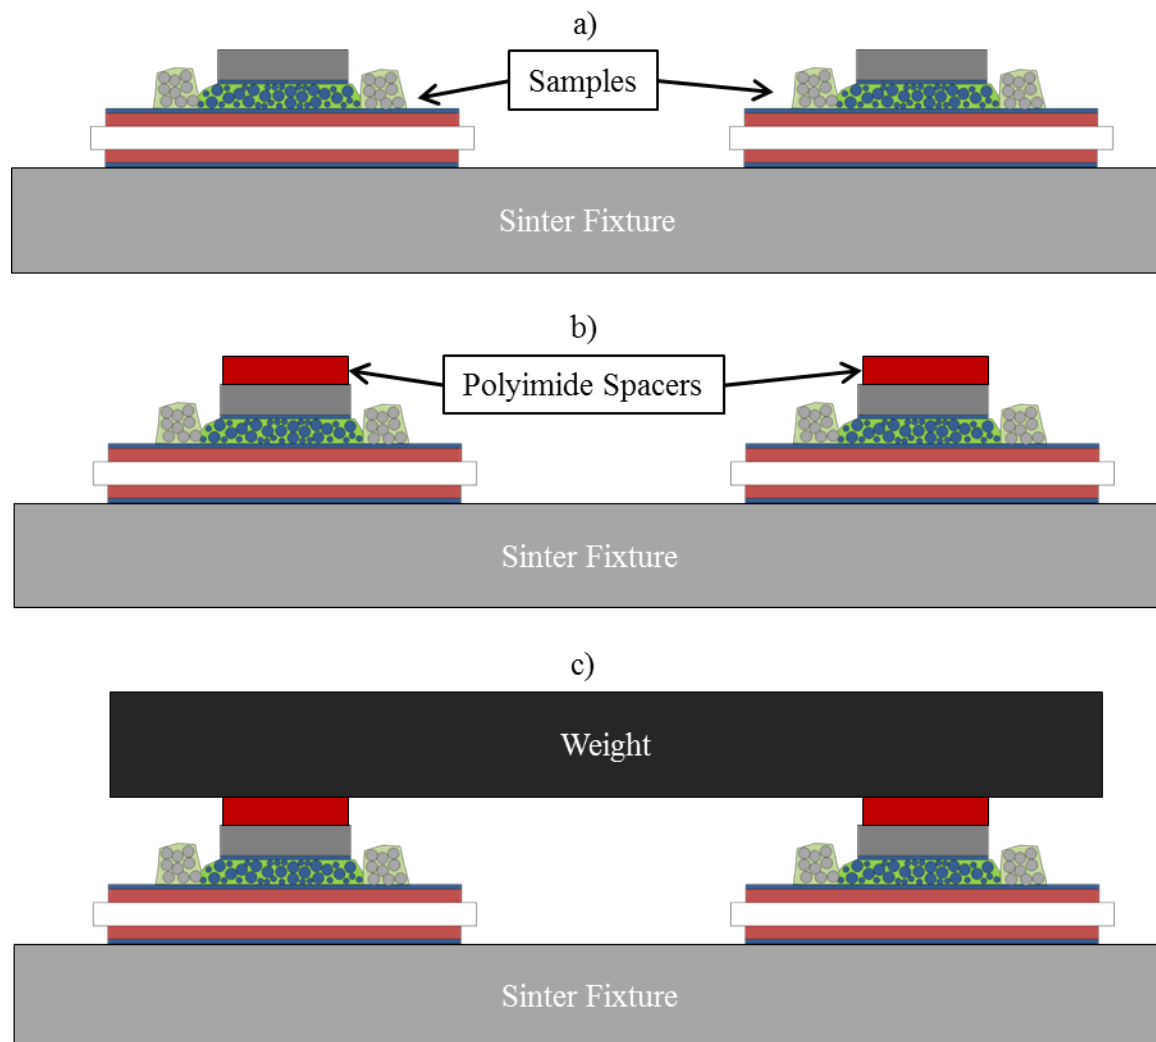 a)
Samples
Sinter Fixture
b)
Polyimide Spacers
Sinter Fixture
c)
Weight
Sinter Fixture